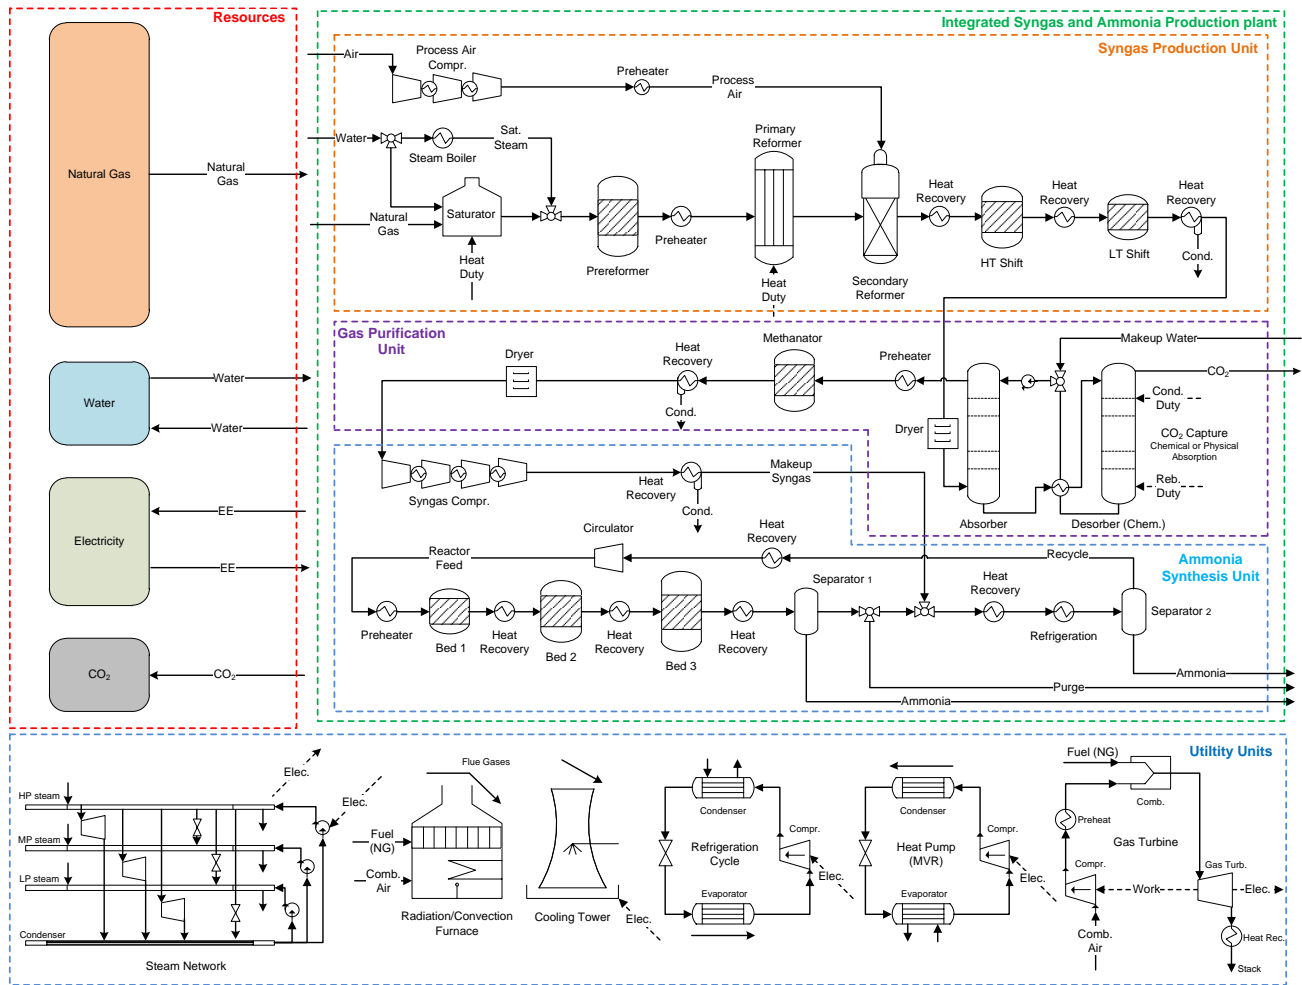 Resources
Integrated Syngas and Ammonia Production plant
Syngas Production Unit
Natural Gas
Natural
Gas
Water
Water
Water
Electricity
EE
EE
CO2
CO2
Air
Process Air
Compr.
Preheater
Process
Air
Water
Steam Boiler
Sat.
Steam
Natural
Gas
Saturator
Heat
Duty
Prereformer
Preheater
Primary
Reformer
Heat
Duty
Secondary
Reformer
Heat
Recovery
HT Shift
Heat
Recovery
LT Shift
Heat
Recovery
Cond.
Gas Purification
Unit
Dryer
Heat
Recovery
Cond.
Methanator
Preheater
Dryer
Absorber
Makeup Water
CO2
Cond.
Duty
CO2 Capture
Chemical or Physical
Absorption
Reb.
Duty
Desorber (Chem.)
Syngas Compr.
Heat
Recovery
Cond.
Makeup
Syngas
Ammonia
Synthesis Unit
Reactor
Feed
Circulator
Heat
Recovery
Recycle
Preheater
Bed 1
Heat
Recovery
Bed 2
Heat
Recovery
Bed 3
Heat
Recovery
Separator 1
Heat
Recovery
Refrigeration
Separator 2
Ammonia
Purge
Ammonia
Utiltity Units
HP steam
MP steam
LP steam
Condenser
Elec.
Elec.
Steam Network
Flue Gases
Fuel
(NG)
Comb.
Air
Radiation/Convection
Furnace
Cooling Tower
Elec.
Condenser
Refrigeration
Cycle
Compr.
Elec.
Evaporator
Condenser
Heat Pump
(MVR)
Compr.
Elec.
Evaporator
Fuel (NG)
Comb.
Preheat
Gas Turbine
Compr.
Work
Gas Turb.
Elec.
Comb.
Air
Heat Rec.
Stack